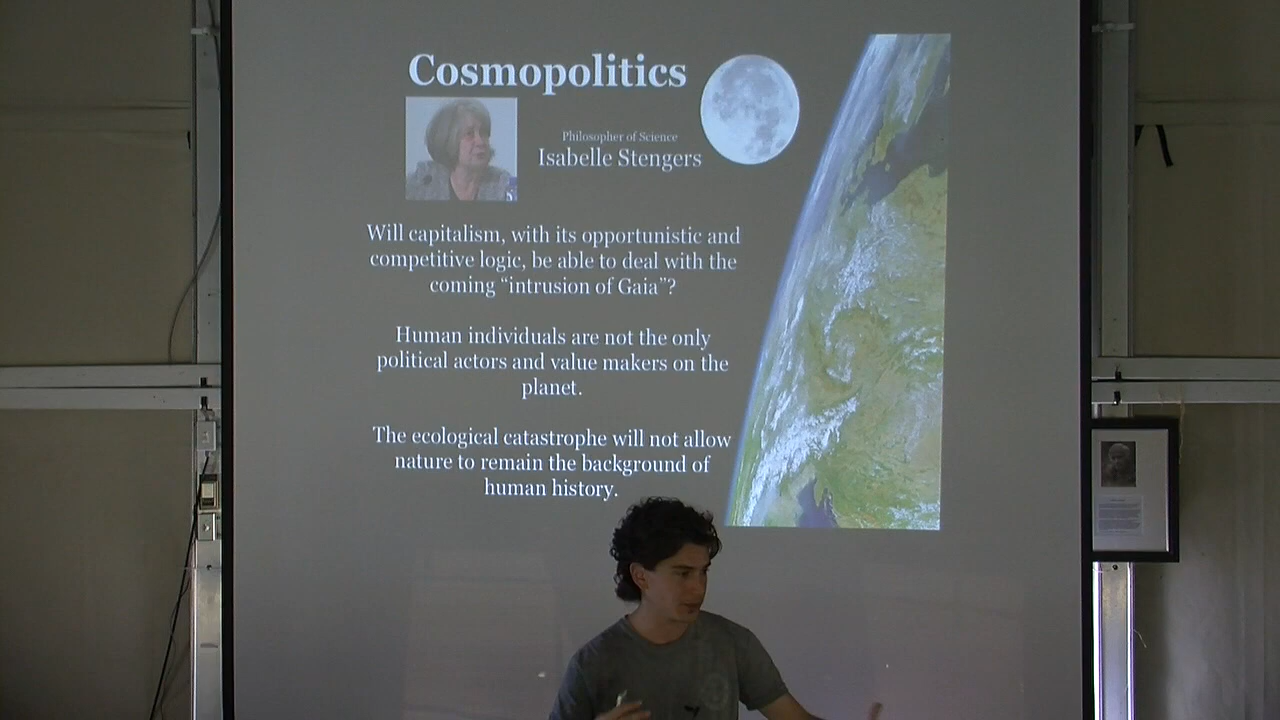 Cosmopolitics
Philosopher of Science
Isabelle Stengers
Will capitalism, with its opportunistic and
competitive logic, be able to deal with the
coming “intrusion of Gaia”?
Human individuals are not the only
political actors and value makers on the
planet.
The ecological catastrophe will not allow
nature to remain the background of
human history.